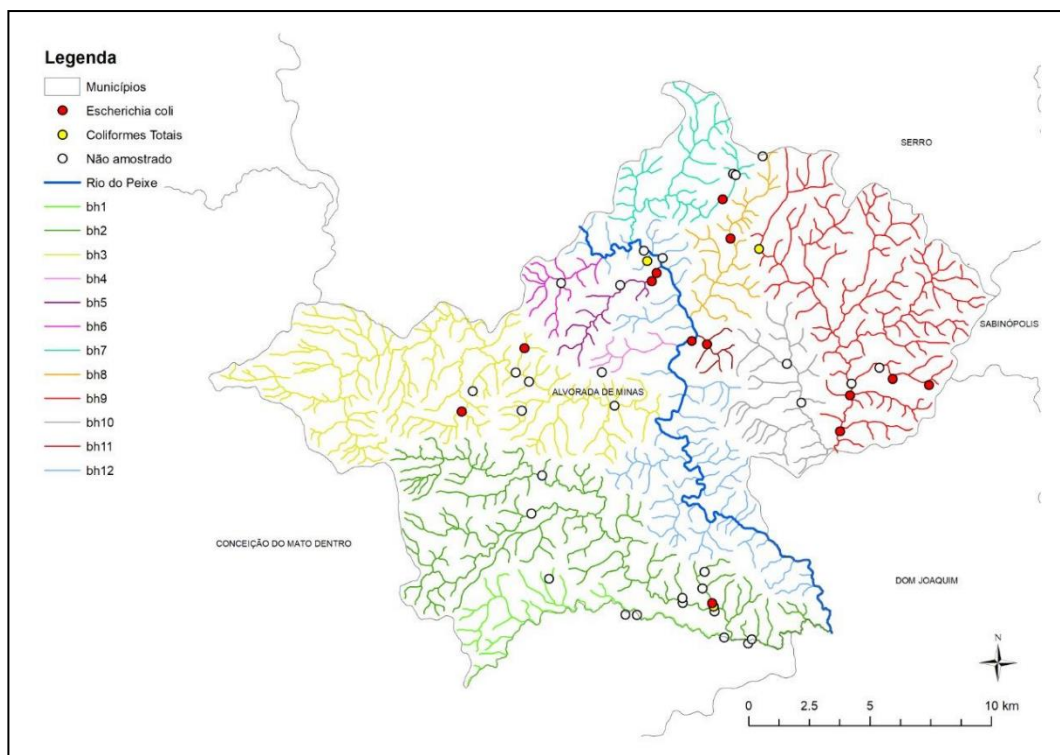 Legenda
Municípios
Escherichia coli
Coliformes Totais
Não amostrado
Rio do Peixe
bh1
bh2
bh3
bh4
bh5
bh6
bh7
bh8
bh9
bh10
bh11
bh12
SERRO
SABINÓPOLIS
ALVORADA DE MINAS
CONCEIÇÃO DO MATO DENTRO
DOM JOAQUIM
N
0 2.5 5 10 km